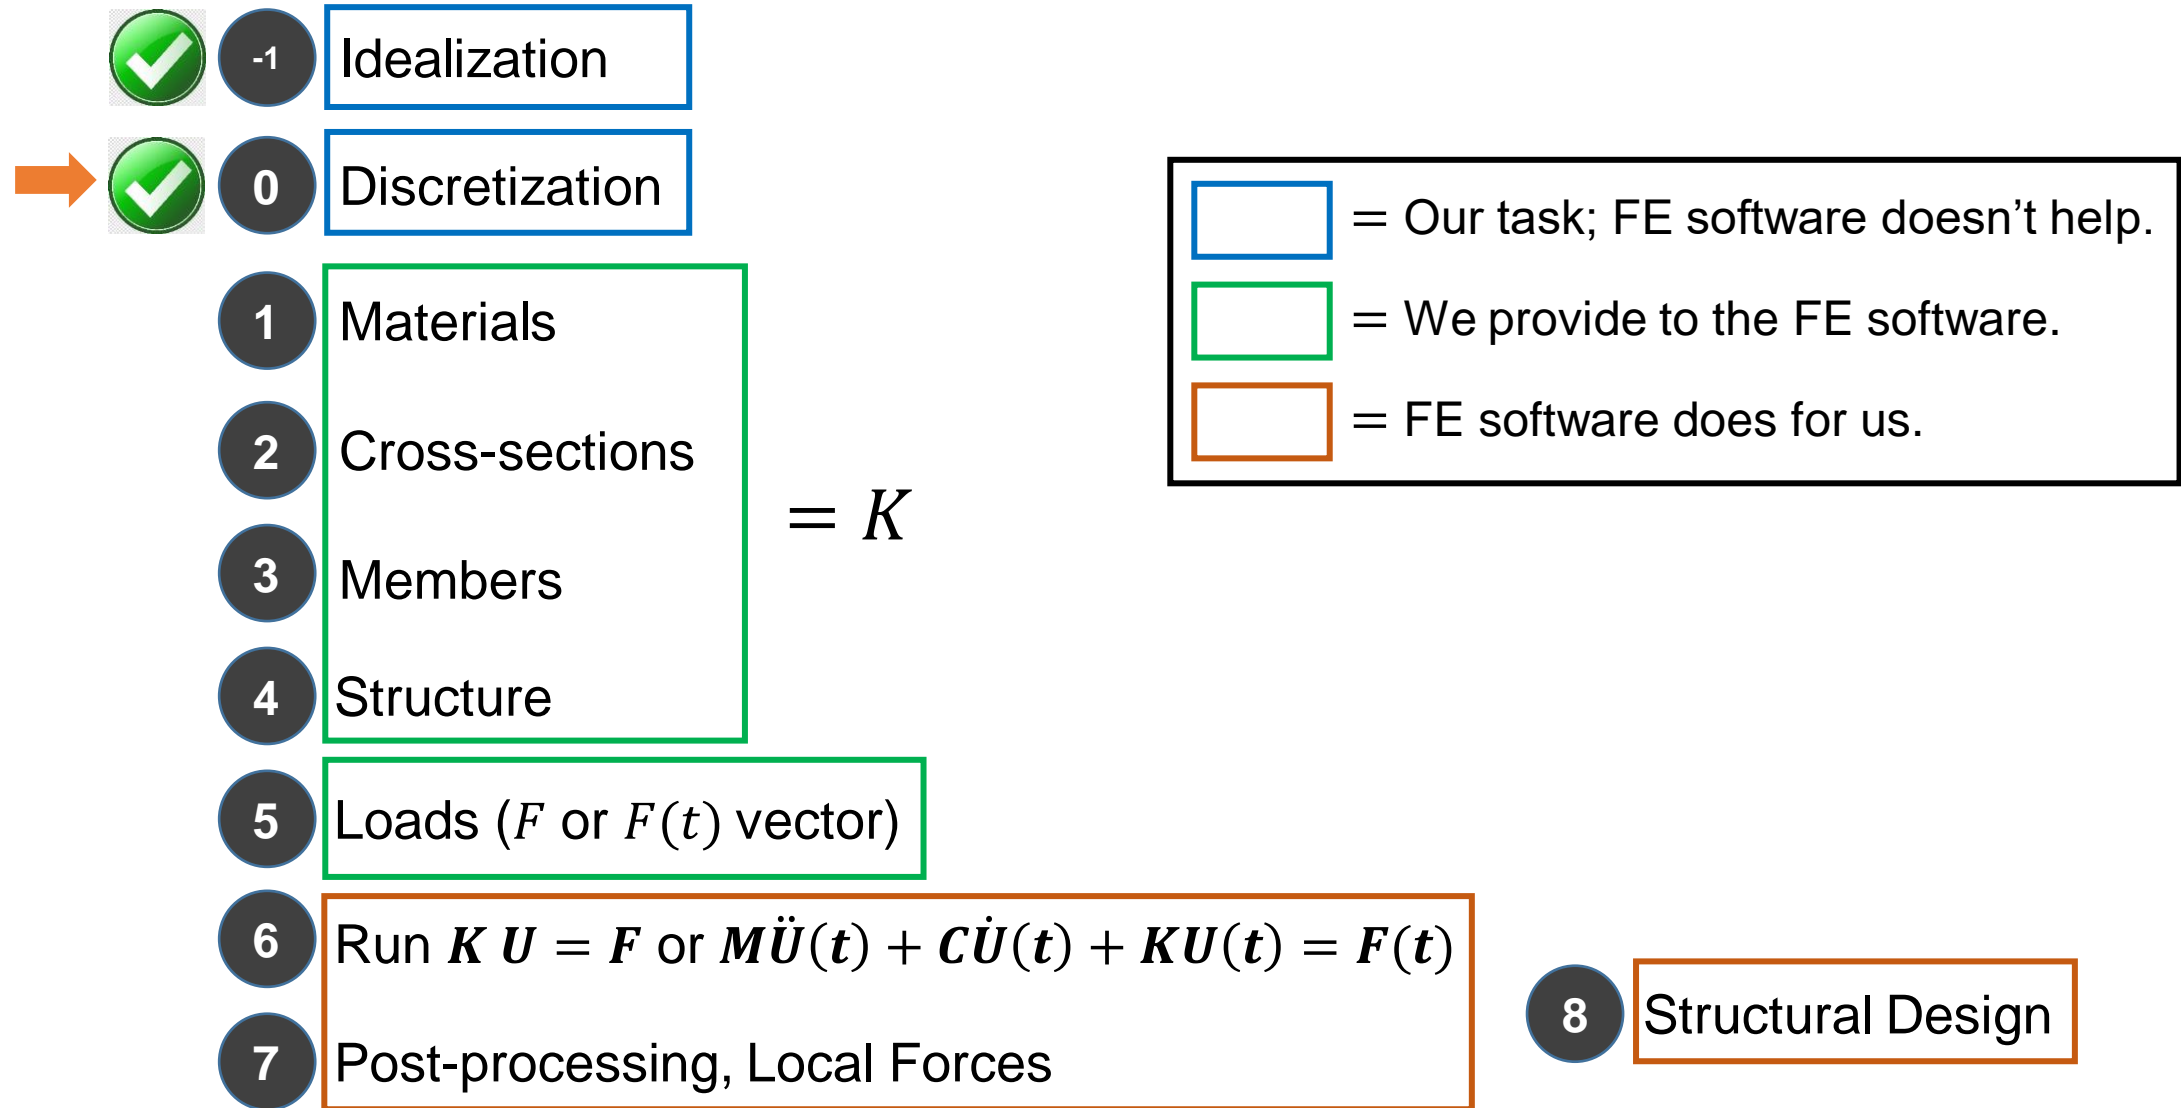 -1 Idealization
0 Discretization
1 Materials
2 Cross-sections
3 Members
4 Structure
= K
5 Loads (F or F(t) vector)
6 Run K U = F or MÜ(t) + CU̇(t) + KU(t) = F(t)
7 Post-processing, Local Forces
8 Structural Design
= Our task; FE software doesn’t help.
= We provide to the FE software.
= FE software does for us.